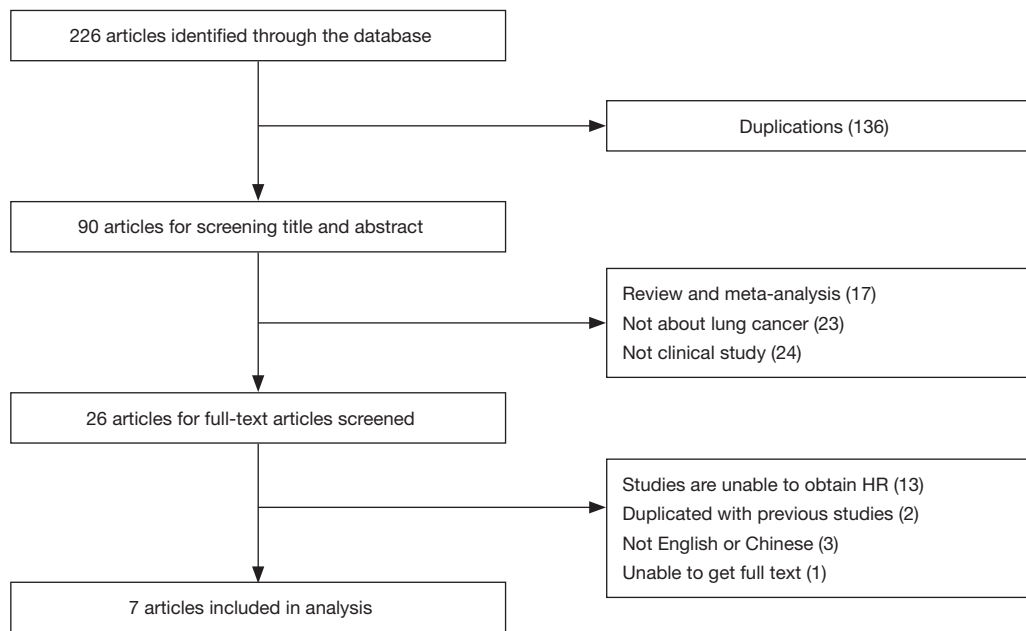 226 articles identified through the database
Duplications (136)
90 articles for screening title and abstract
Review and meta-analysis (17)
Not about lung cancer (23)
Not clinical study (24)
26 articles for full-text articles screened
Studies are unable to obtain HR (13)
Duplicated with previous studies (2)
Not English or Chinese (3)
Unable to get full text (1)
7 articles included in analysis